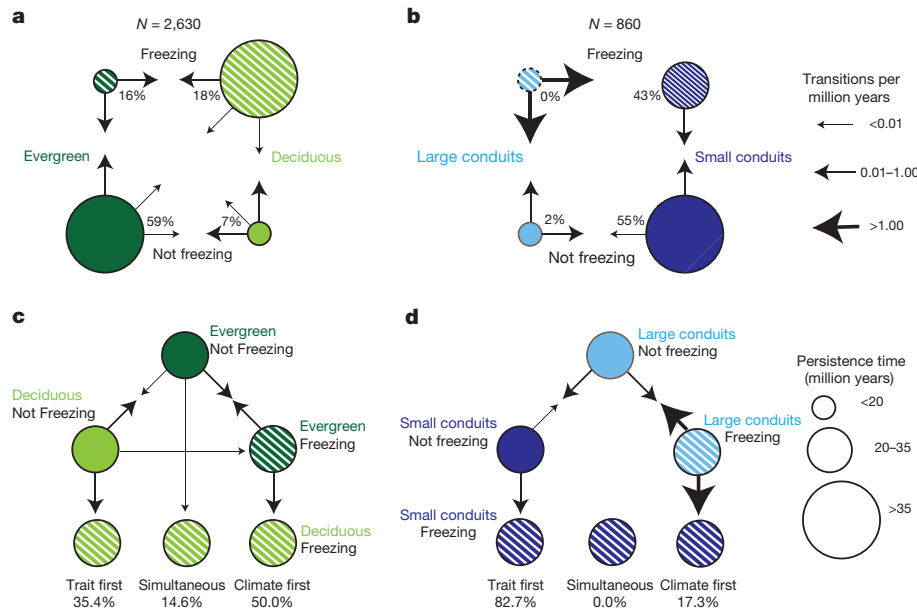 a
N = 2,630
Freezing
16%
18%
Evergreen
Deciduous
59%
7%
Not freezing
b
N = 860
Freezing
0%
43%
Large conduits
Small conduits
2%
55%
Not freezing
Transitions per
million years
<0.01
0.01–1.00
>1.00
c
Evergreen
Not Freezing
Deciduous
Not Freezing
Evergreen
Freezing
Deciduous
Freezing
Trait first
35.4%
Simultaneous
14.6%
Climate first
50.0%
d
Large conduits
Not freezing
Small conduits
Not freezing
Large conduits
Freezing
Small conduits
Freezing
Trait first
82.7%
Simultaneous
0.0%
Climate first
17.3%
Persistence time
(million years)
<20
20–35
>35